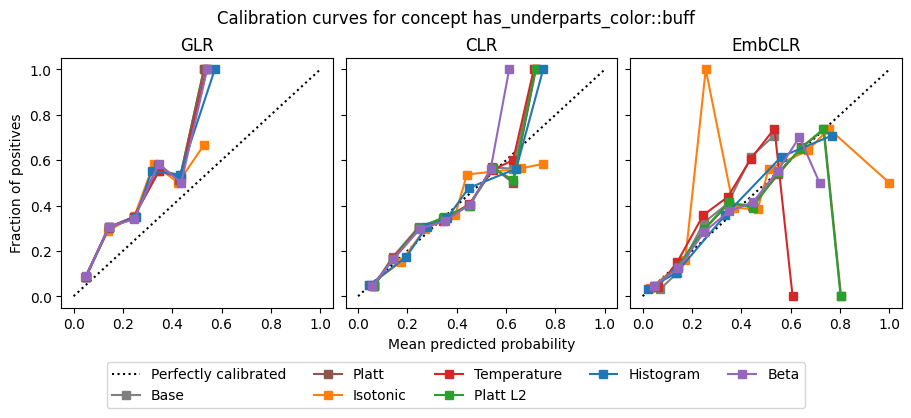 Calibration curves for concept has_underparts_color::buff
GLR
CLR
EmbCLR
Fraction of positives
1.0
0.8
0.6
0.4
0.2
0.0
0.0 0.2 0.4 0.6 0.8 1.0
0.0 0.2 0.4 0.6 0.8 1.0
0.0 0.2 0.4 0.6 0.8 1.0
Mean predicted probability
Perfectly calibrated Platt Temperature Histogram Beta
Base Isotonic Platt L2